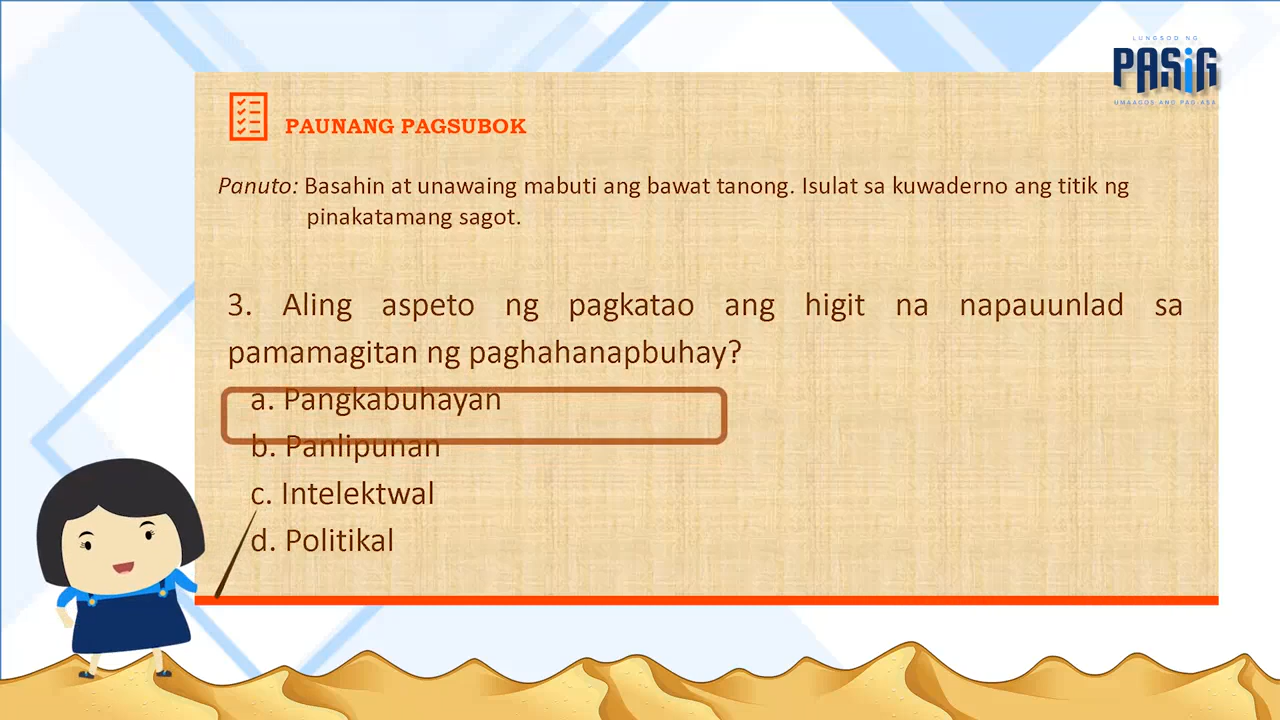 LUNGSOD NG
PASiG
UMAAGOS ANG PAG-ASA
PAUNANG PAGSUBOK
Panuto: Basahin at unawaing mabuti ang bawat tanong. Isulat sa kuwaderno ang titik ng
pinakatamang sagot.
3. Aling aspeto ng pagkatao ang higit na napauunlad sa
pamamagitan ng paghahanapbuhay?
a. Pangkabuhayan
b. Panlipunan
c. Intelektwal
d. Politikal